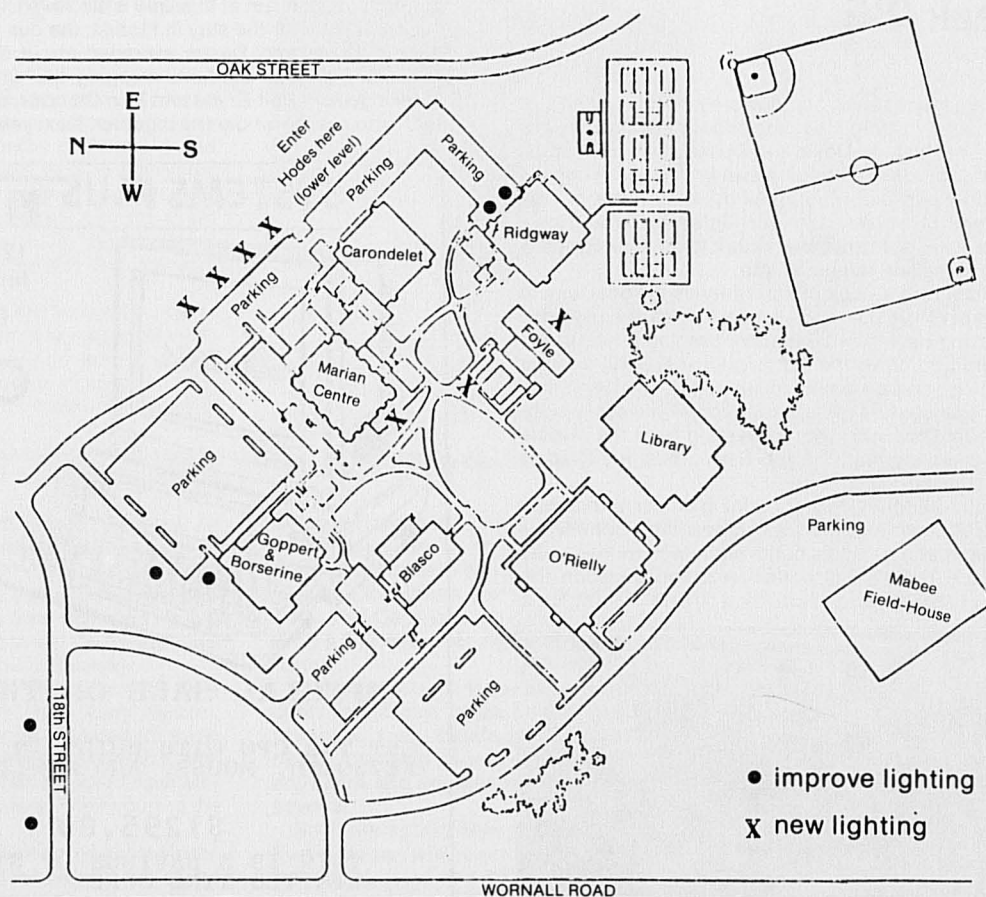 OAK STREET
E
N S
W
Enter
Hodes here
(lower level)
Parking
Parking
Ridgway
Carondelet
Parking
Foyle
Marian
Centre
Library
Parking
Parking
Goppert
&
Borserine
Blasco
O'Rielly
Mabee
Field-House
Parking
Parking
118th STREET
● improve lighting
X new lighting
WORNALL ROAD